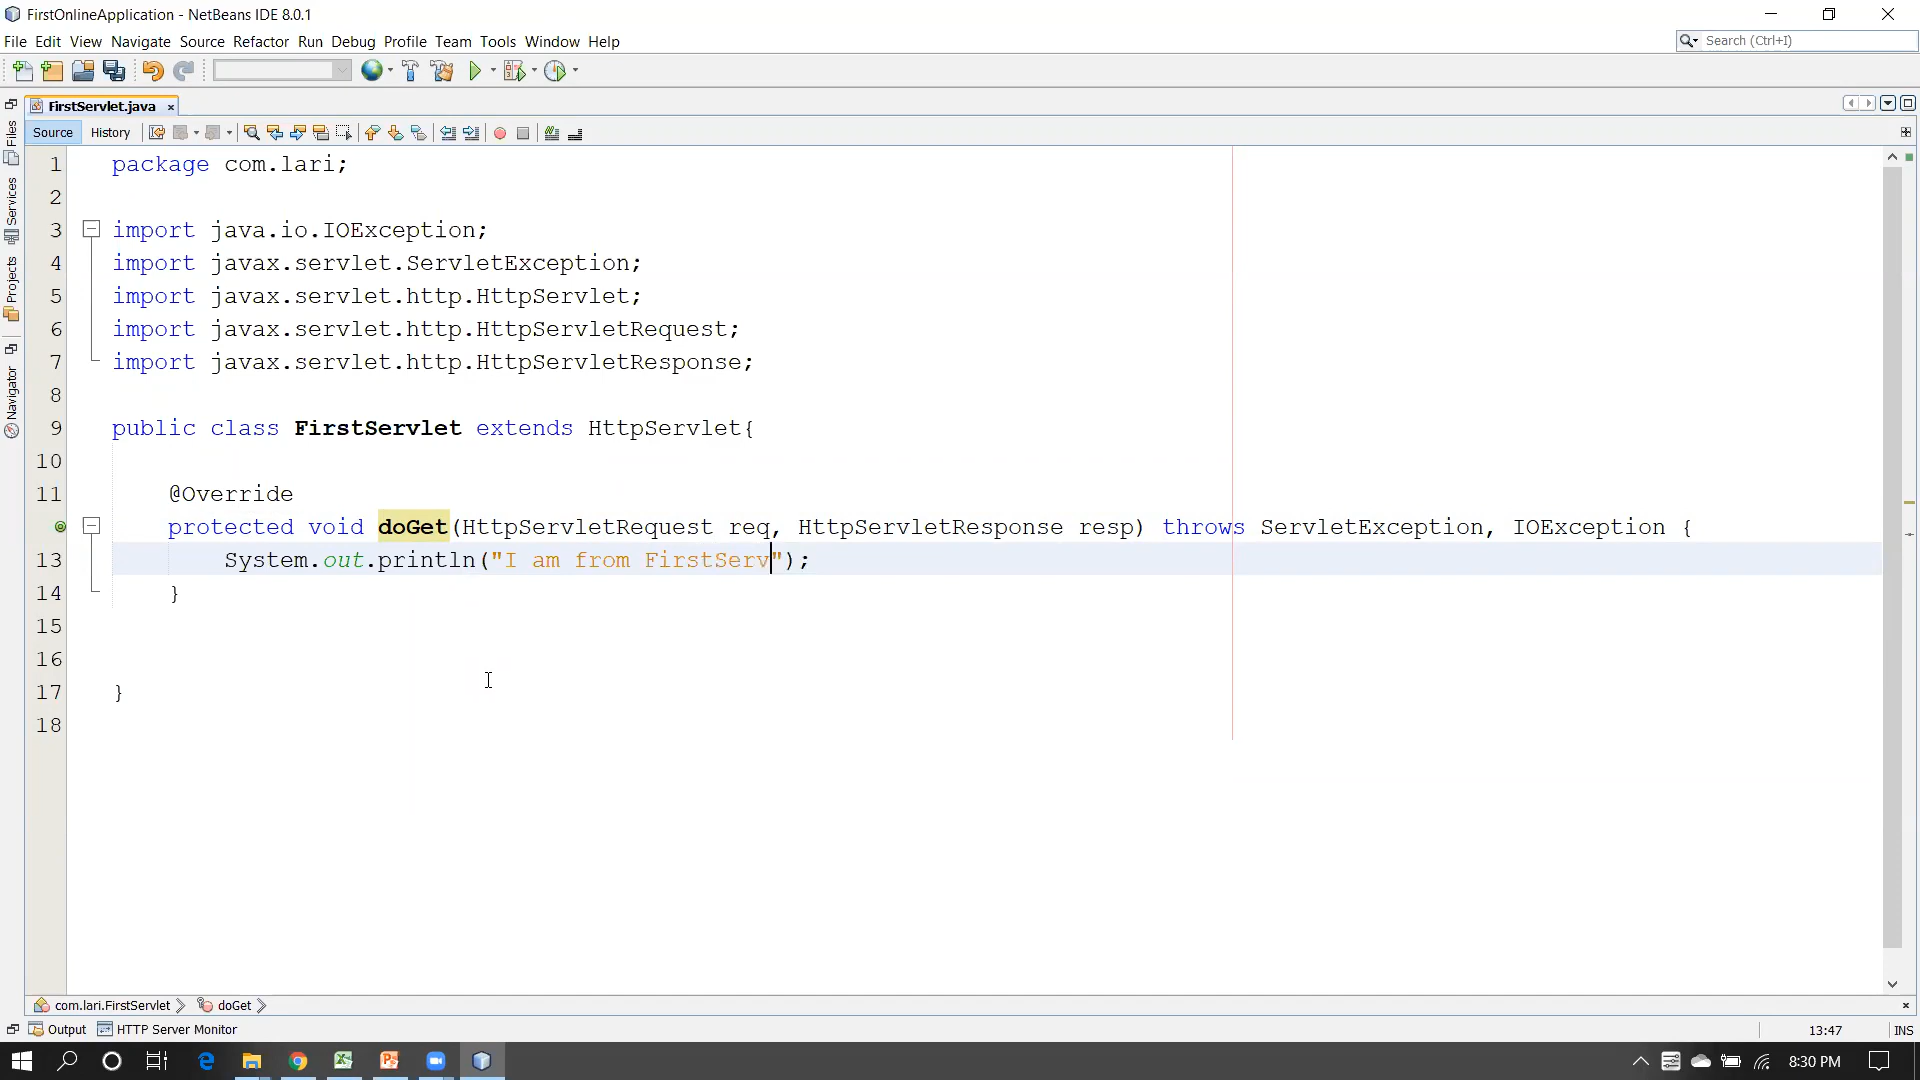 FirstOnlineApplication - NetBeans IDE 8.0.1
File Edit View Navigate Source Refactor Run Debug Profile Team Tools Window Help
Search (Ctrl+I)
FirstServlet.java
Source History
Files
Services
Projects
Navigator
1 package com.lari;
2
3 import java.io.IOException;
4 import javax.servlet.ServletException;
5 import javax.servlet.http.HttpServlet;
6 import javax.servlet.http.HttpServletRequest;
7 import javax.servlet.http.HttpServletResponse;
8
9 public class FirstServlet extends HttpServlet{
10
11 @Override
protected void doGet(HttpServletRequest req, HttpServletResponse resp) throws ServletException, IOException {
13 System.out.println("I am from FirstServ");
14 }
15
16
17 }
18
com.lari.FirstServlet doGet
Output HTTP Server Monitor
13:47 INS
8:30 PM